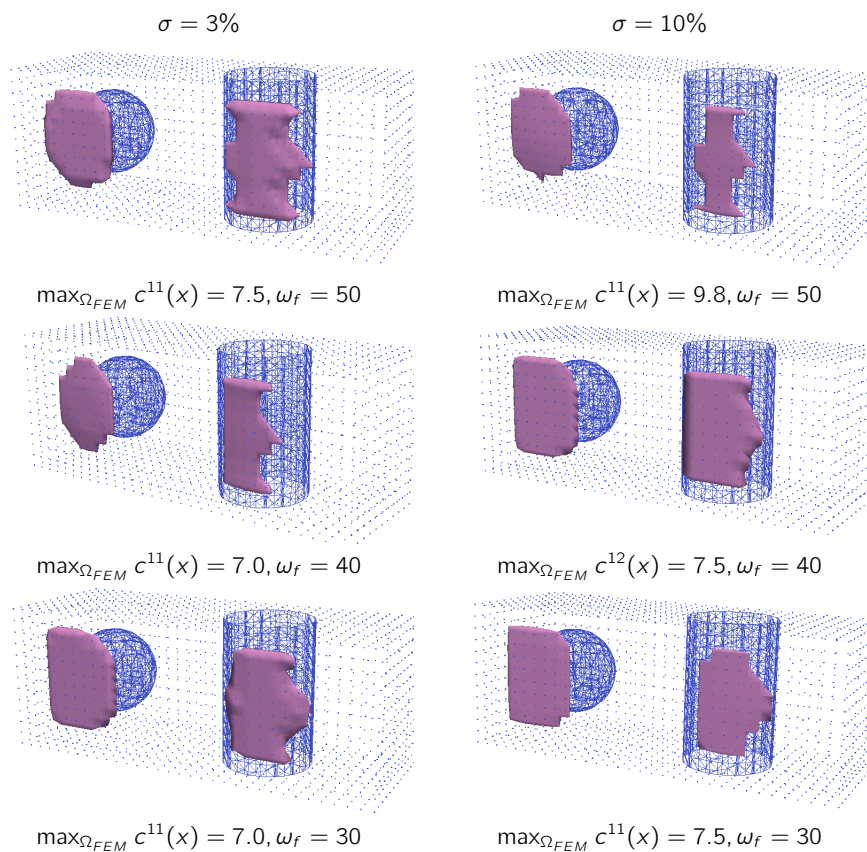 σ = 3%
σ = 10%
max_{Ω_{FEM}} c^{11}(x) = 7.5, ω_f = 50
max_{Ω_{FEM}} c^{11}(x) = 9.8, ω_f = 50
max_{Ω_{FEM}} c^{11}(x) = 7.0, ω_f = 40
max_{Ω_{FEM}} c^{12}(x) = 7.5, ω_f = 40
max_{Ω_{FEM}} c^{11}(x) = 7.0, ω_f = 30
max_{Ω_{FEM}} c^{11}(x) = 7.5, ω_f = 30